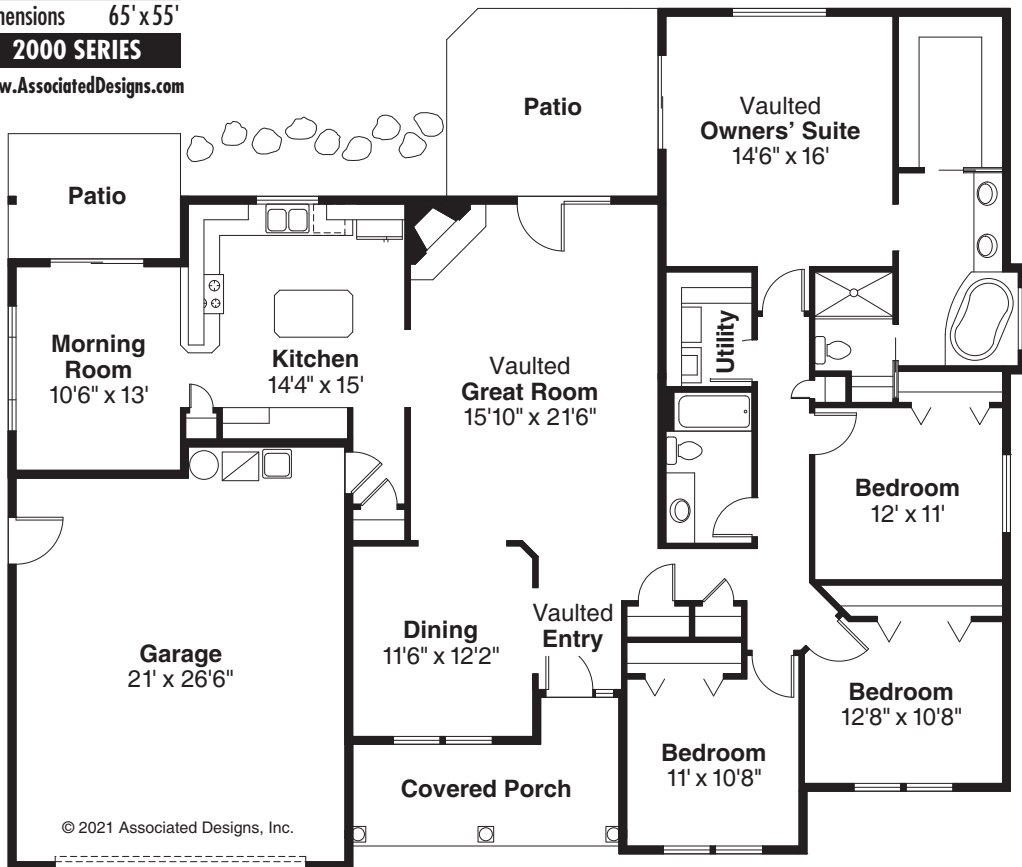 65' x 55'
2000 SERIES
w.AssociatedDesigns.com
Patio
Vaulted
Owners' Suite
14'6" x 16'
Patio
Morning
Room
10'6" x 13'
Kitchen
14'4" x 15'
Vaulted
Great Room
15'10" x 21'6"
Utility
Bedroom
12' x 11'
Garage
21' x 26'6"
Dining
11'6" x 12'2"
Vaulted
Entry
Bedroom
12'8" x 10'8"
Bedroom
11' x 10'8"
Covered Porch
© 2021 Associated Designs, Inc.